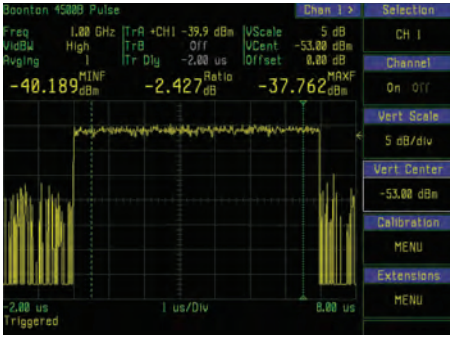 Boonton 4500B Pulse
Chan 1 >
Selection
Freq 1.00 GHz
TrA +CH1 -39.9 dBm
VScale 5 dB
VidBW High
TrB Off
VCent -53.00 dBm
Avging 1
Tr Dly -2.00 us
Offset 0.00 dB
CH 1
Channel
On Off
MINF
Ratio
MAXF
-40.189 dBm
-2.427 dB
-37.762 dBm
Vert Scale
5 dB/div
Vert Center
-53.00 dBm
Calibration
MENU
Extensions
MENU
-2.00 us
1 us/Div
8.00 us
Triggered